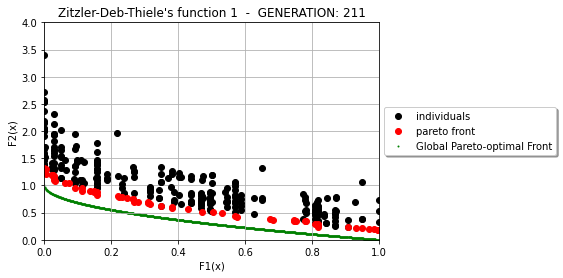 Zitzler-Deb-Thiele's function 1 - GENERATION: 211
4.0
3.5
3.0
2.5
2.0
1.5
1.0
0.5
0.0
F2(x)
0.0 0.2 0.4 0.6 0.8 1.0
F1(x)
individuals
pareto front
Global Pareto-optimal Front